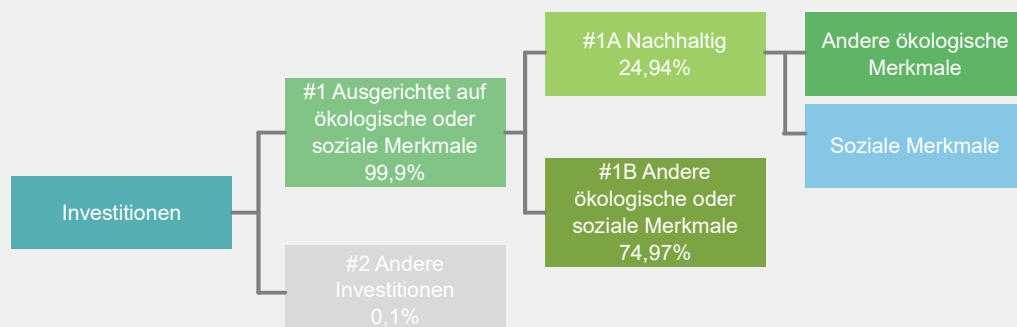 Investitionen
#1 Ausgerichtet auf
ökologische oder
soziale Merkmale
99,9%
#2 Andere
Investitionen
0,1%
#1A Nachhaltig
24,94%
#1B Andere
ökologische oder
soziale Merkmale
74,97%
Andere ökologische
Merkmale
Soziale Merkmale